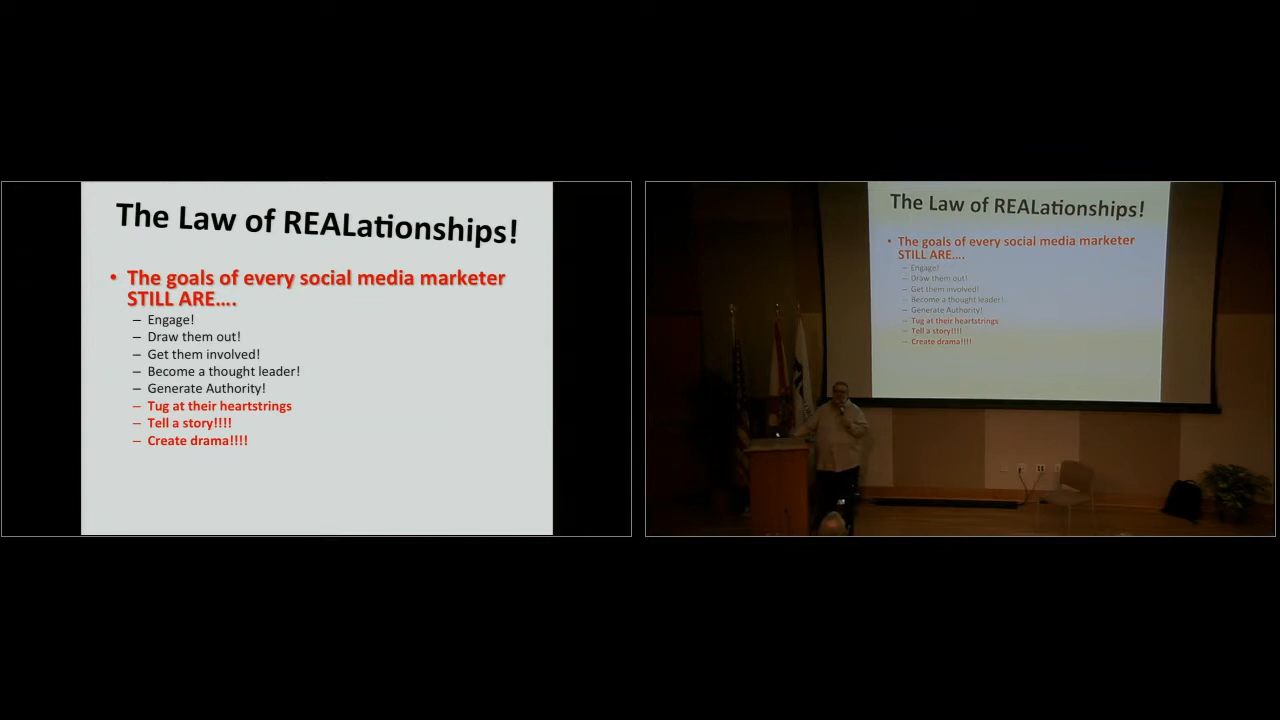 The Law of REALationships!
• The goals of every social media marketer
STILL ARE....
– Engage!
– Draw them out!
– Get them involved!
– Become a thought leader!
– Generate Authority!
– Tug at their heartstrings
– Tell a story!!!!
– Create drama!!!!
The Law of REALationships!
• The goals of every social media marketer
STILL ARE....
– Engage!
– Draw them out!
– Get them involved!
– Become a thought leader!
– Generate Authority!
– Tug at their heartstrings
– Tell a story!!!!
– Create drama!!!!